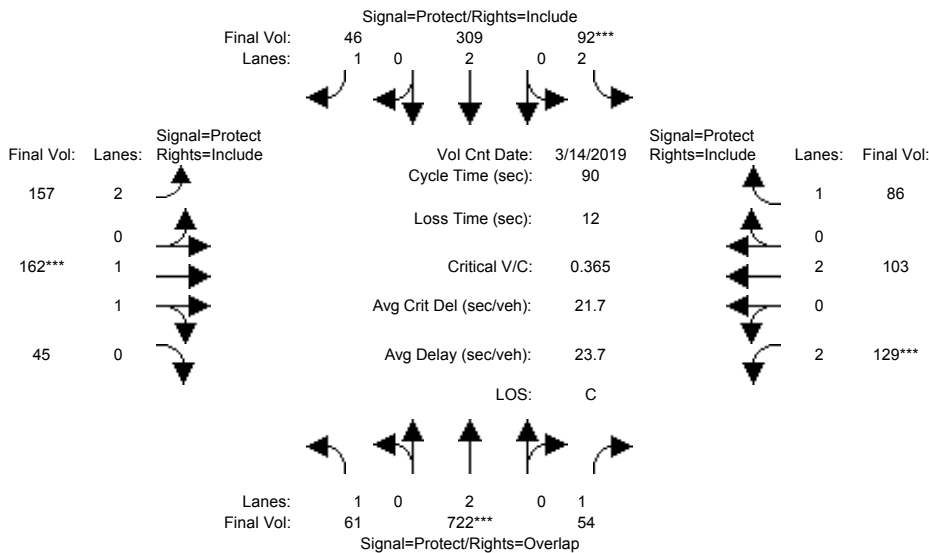 Signal=Protect/Rights=Include
Final Vol: 46 309 92***
Lanes: 1 0 2 0 2
Signal=Protect
Final Vol: Lanes: Rights=Include
Vol Cnt Date: 3/14/2019
Signal=Protect
Rights=Include Lanes: Final Vol:
Cycle Time (sec): 90
157 2
1 86
Loss Time (sec): 12
0
0
162*** 1
Critical V/C: 0.365
2 103
1
Avg Crit Del (sec/veh): 21.7
0
45 0
Avg Delay (sec/veh): 23.7
2 129***
LOS: C
Lanes: 1 0 2 0 1
Final Vol: 61 722*** 54
Signal=Protect/Rights=Overlap